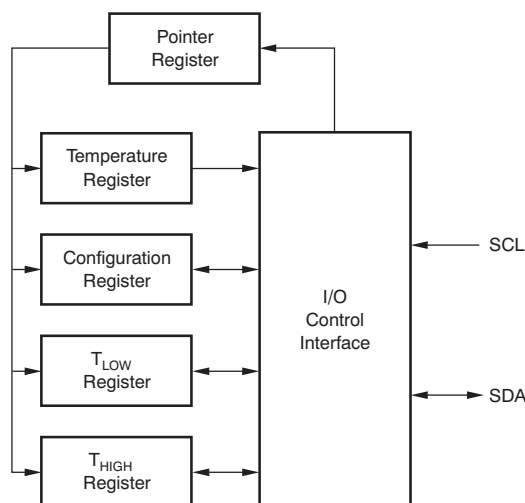 Pointer
Register
Temperature
Register
Configuration
Register
SCL
I/O
Control
Interface
TLOW
Register
SDA
THIGH
Register